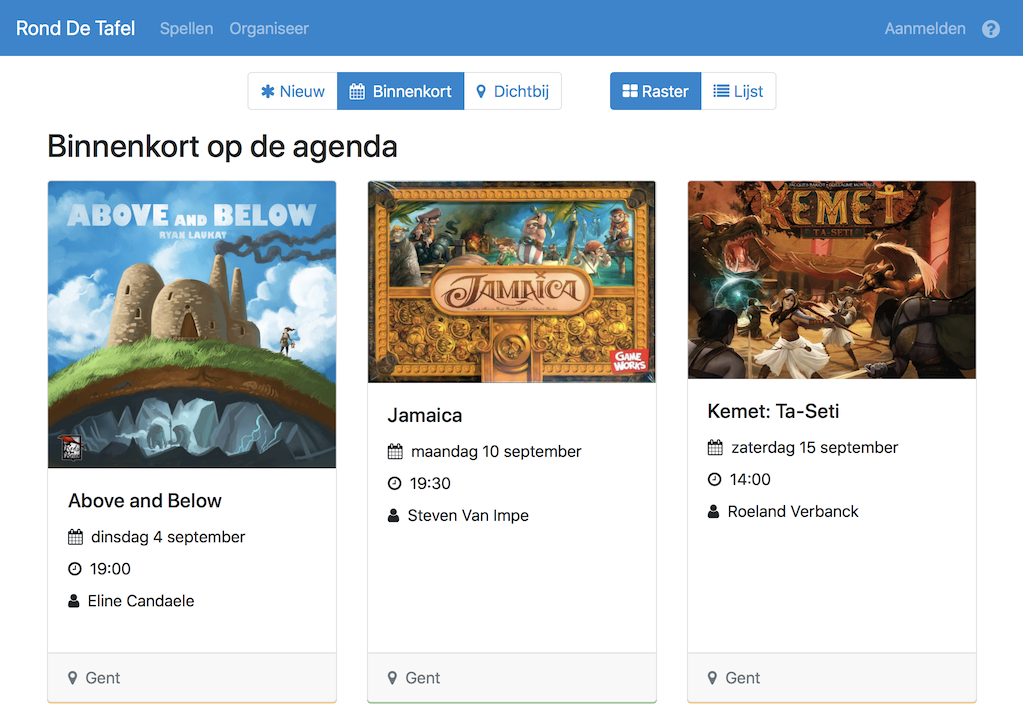 Rond De Tafel Spellen Organiseer Aanmelden ?
Nieuw Binnenkort Dichtbij Raster Lijst
Binnenkort op de agenda
ABOVE AND BELOW
RYAN LAUKAT
Above and Below
dinsdag 4 september
19:00
Eline Candaele
Gent
JAMAICA
GAME
WORKS
Jamaica
maandag 10 september
19:30
Steven Van Impe
Gent
KEMET
TA-SETI
Kemet: Ta-Seti
zaterdag 15 september
14:00
Roeland Verbanck
Gent